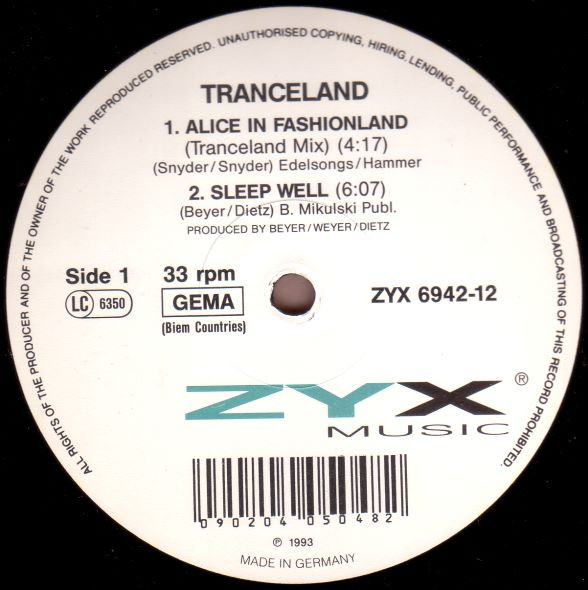 ALL RIGHTS OF THE PRODUCER AND OF THE OWNER OF THE WORK REPRODUCED RESERVED. UNAUTHORISED COPYING, HIRING, LENDING, PUBLIC PERFORMANCE AND BROADCASTING OF THIS RECORD PROHIBITED.
TRANCELAND
1. ALICE IN FASHIONLAND
(Tranceland Mix) (4:17)
(Snyder/Snyder) Edelsongs/Hammer
2. SLEEP WELL (6:07)
(Beyer/Dietz) B. Mikulski Publ.
PRODUCED BY BEYER/WEYER/DIETZ
Side 1 33 rpm
LC 6350 GEMA ZYX 6942-12
(Biem Countries)
ZYX ®
MUSIC
090204 050482
℗ 1993
MADE IN GERMANY